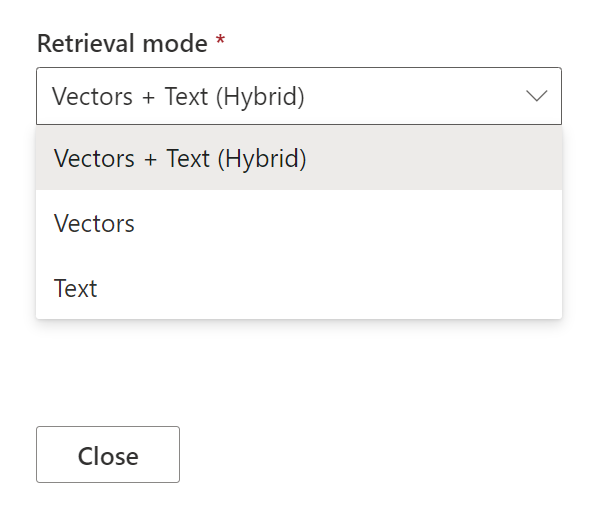 Retrieval mode *
Vectors + Text (Hybrid)
Vectors + Text (Hybrid)
Vectors
Text
Close